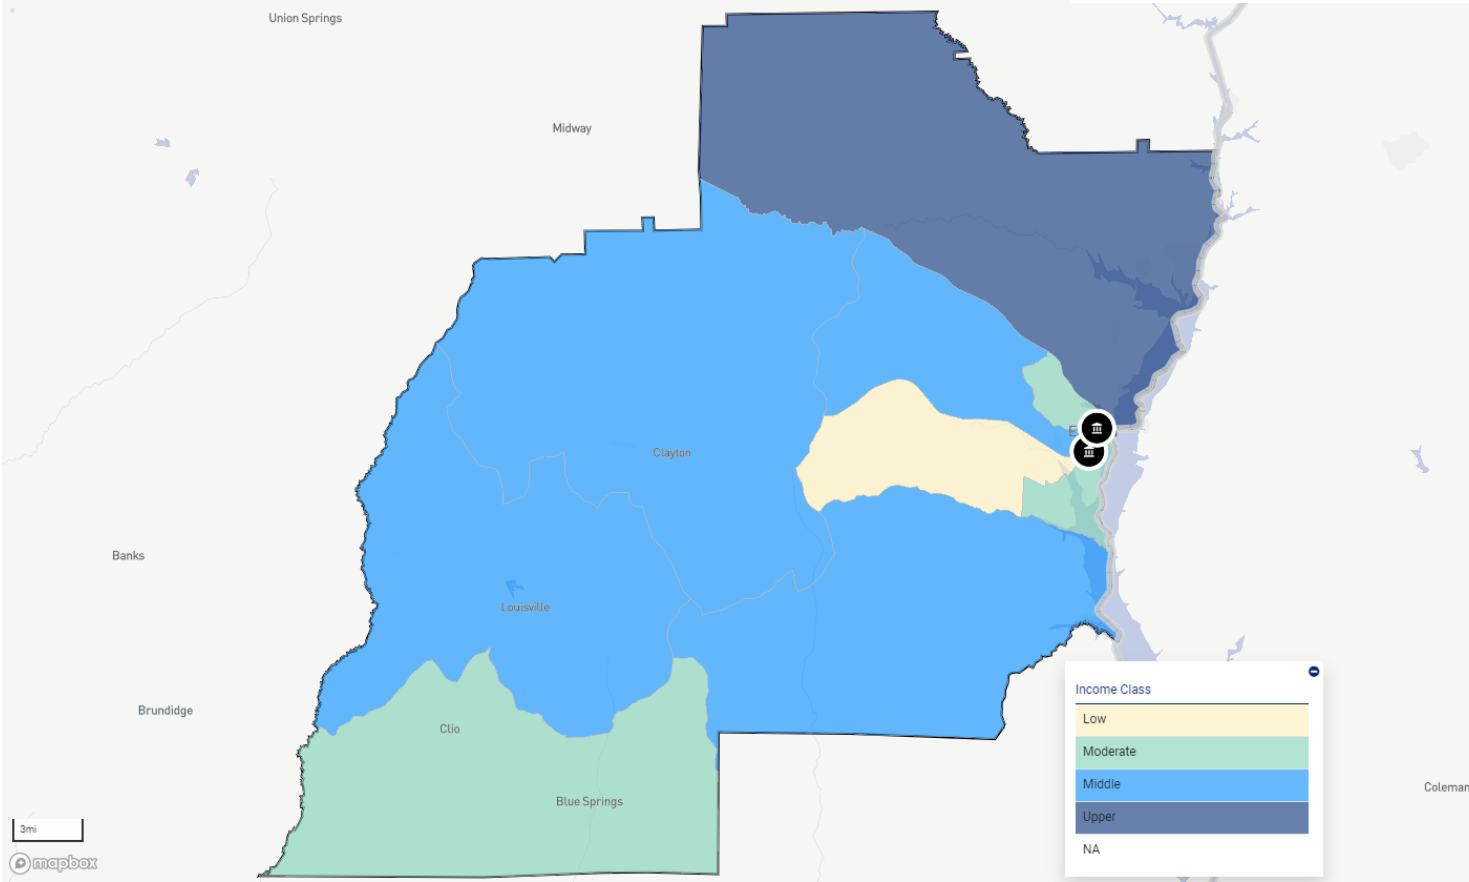 Union Springs
Midway
Clayton
Banks
Louisville
Brundidge
Clio
Blue Springs
Coleman
3mi
mapbox
Income Class
Low
Moderate
Middle
Upper
NA